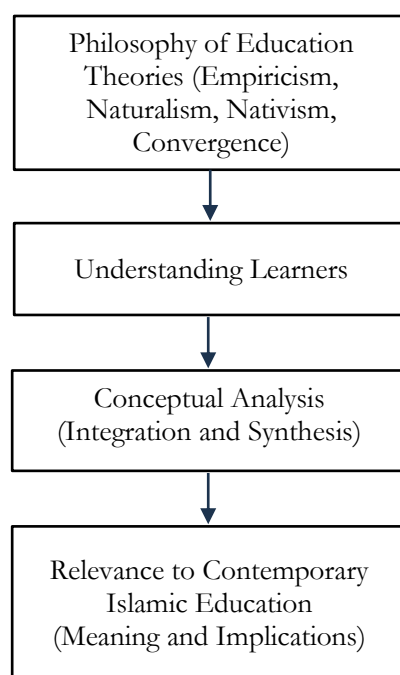 Philosophy of Education
Theories (Empiricism,
Naturalism, Nativism,
Convergence)
Understanding Learners
Conceptual Analysis
(Integration and Synthesis)
Relevance to Contemporary
Islamic Education
(Meaning and Implications)